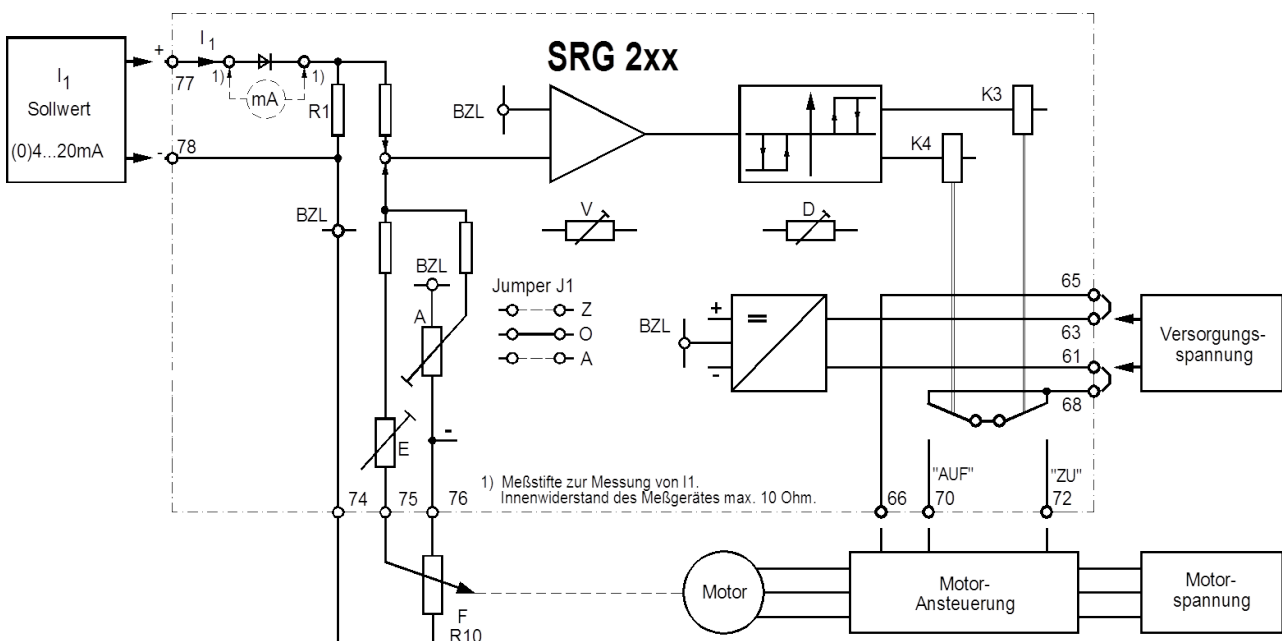 SRG 2xx
I1
Sollwert
(0)4...20mA
+
-
77
78
I1
1)
1)
mA
R1
BZL
BZL
K3
K4
V
D
BZL
A
Jumper J1
Z
O
A
BZL
+
-
=
65
63
61
68
Versorgungs-
spannung
E
-
1) Meßstifte zur Messung von I1.
Innenwiderstand des Meßgerätes max. 10 Ohm.
"AUF"
"ZU"
74
75
76
66
70
72
F
R10
Motor
Motor-
Ansteuerung
Motor-
spannung